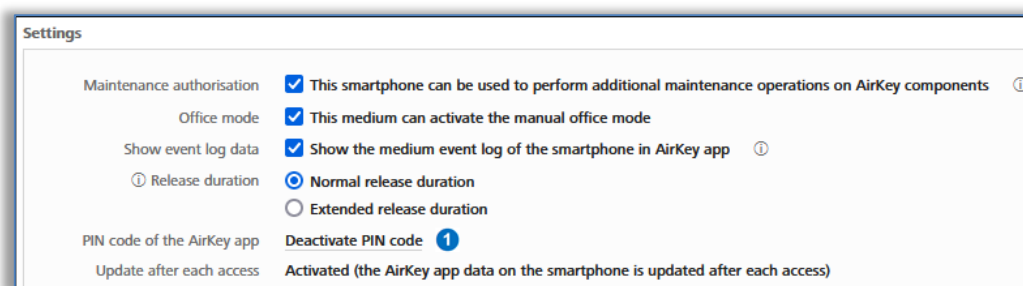 Settings
Maintenance authorisation This smartphone can be used to perform additional maintenance operations on AirKey components ⓘ
Office mode This medium can activate the manual office mode
Show event log data Show the medium event log of the smartphone in AirKey app ⓘ
ⓘ Release duration Normal release duration
Extended release duration
PIN code of the AirKey app Deactivate PIN code 1
Update after each access Activated (the AirKey app data on the smartphone is updated after each access)